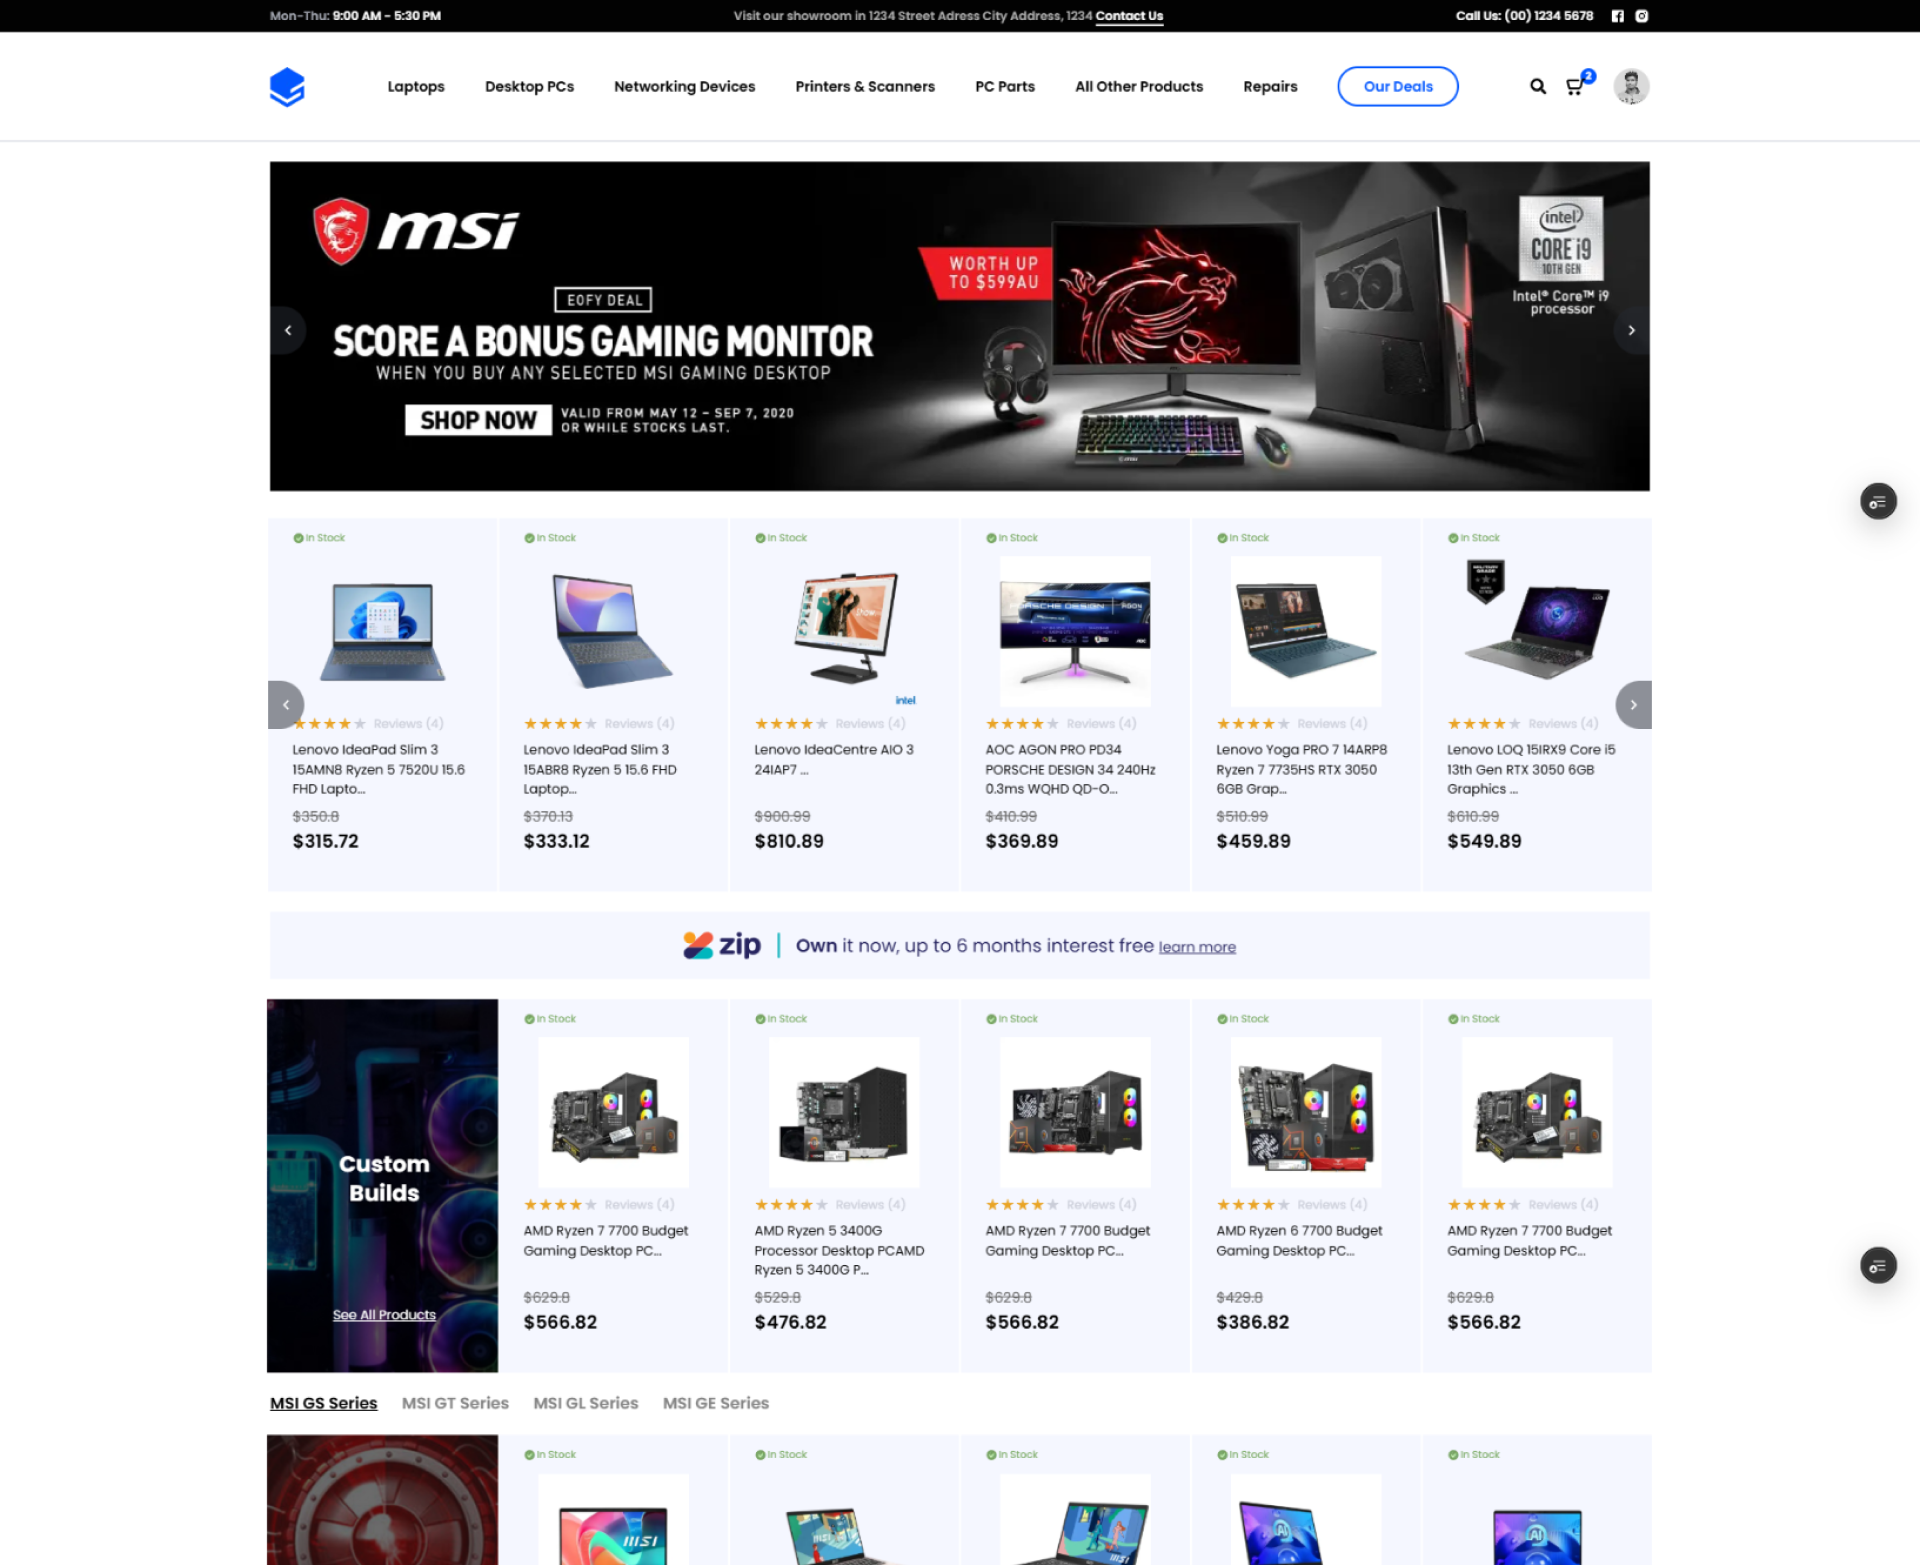 Mon-Thu: 9:00 AM - 5:30 PM
Visit our showroom in 1234 Street Adress City Address, 1234 Contact Us
Call Us: (00) 1234 5678
Laptops
Desktop PCs
Networking Devices
Printers & Scanners
PC Parts
All Other Products
Repairs
Our Deals
2
msi
EOFY DEAL
SCORE A BONUS GAMING MONITOR
WHEN YOU BUY ANY SELECTED MSI GAMING DESKTOP
SHOP NOW
VALID FROM MAY 12 – SEP 7, 2020
OR WHILE STOCKS LAST.
WORTH UP
TO $599AU
intel
CORE i9
10TH GEN
Intel® Core™ i9
processor
In Stock
In Stock
In Stock
In Stock
In Stock
In Stock
PORSCHE DESIGN
AGON
intel
Reviews (4)
Reviews (4)
Reviews (4)
Reviews (4)
Reviews (4)
Reviews (4)
Lenovo IdeaPad Slim 3
15AMN8 Ryzen 5 7520U 15.6
FHD Lapto...
$350.8
$315.72
Lenovo IdeaPad Slim 3
15ABR8 Ryzen 5 15.6 FHD
Laptop...
$370.13
$333.12
Lenovo IdeaCentre AIO 3
24IAP7 ...
$900.99
$810.89
AOC AGON PRO PD34
PORSCHE DESIGN 34 240Hz
0.3ms WQHD QD-O...
$410.99
$369.89
Lenovo Yoga PRO 7 14ARP8
Ryzen 7 7735HS RTX 3050
6GB Grap...
$510.99
$459.89
Lenovo LOQ 15IRX9 Core i5
13th Gen RTX 3050 6GB
Graphics ...
$610.99
$549.89
zip
Own it now, up to 6 months interest free learn more
Custom
Builds
See All Products
In Stock
Reviews (4)
AMD Ryzen 7 7700 Budget
Gaming Desktop PC...
$629.8
$566.82
In Stock
Reviews (4)
AMD Ryzen 5 3400G
Processor Desktop PCAMD
Ryzen 5 3400G P...
$529.8
$476.82
In Stock
Reviews (4)
AMD Ryzen 7 7700 Budget
Gaming Desktop PC...
$629.8
$566.82
In Stock
Reviews (4)
AMD Ryzen 6 7700 Budget
Gaming Desktop PC...
$429.8
$386.82
In Stock
Reviews (4)
AMD Ryzen 7 7700 Budget
Gaming Desktop PC...
$629.8
$566.82
MSI GS Series
MSI GT Series
MSI GL Series
MSI GE Series
In Stock
In Stock
In Stock
In Stock
In Stock
msi
msi
msi
AI
AI